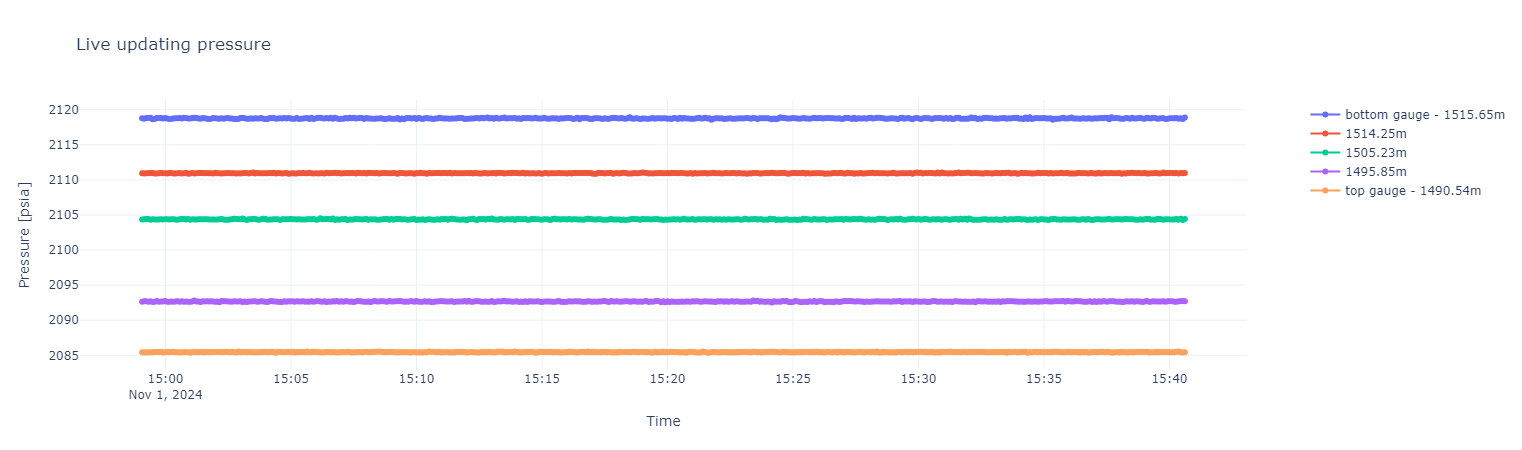 Live updating pressure
2120
2115
2110
2105
2100
2095
2090
2085
Pressure [psia]
15:00 15:05 15:10 15:15 15:20 15:25 15:30 15:35 15:40
Nov 1, 2024
Time
bottom gauge - 1515.65m
1514.25m
1505.23m
1495.85m
top gauge - 1490.54m